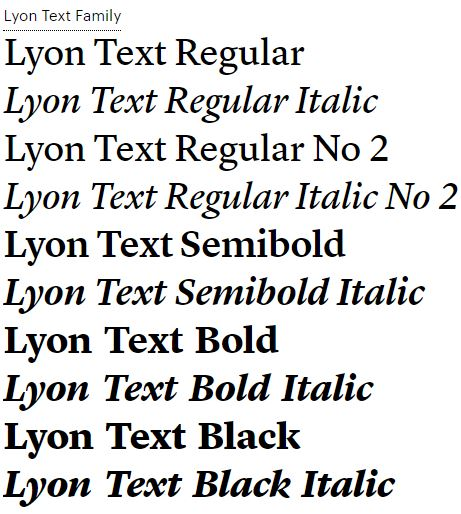 Lyon Text Family
Lyon Text Regular
Lyon Text Regular Italic
Lyon Text Regular No 2
Lyon Text Regular Italic No 2
Lyon Text Semibold
Lyon Text Semibold Italic
Lyon Text Bold
Lyon Text Bold Italic
Lyon Text Black
Lyon Text Black Italic